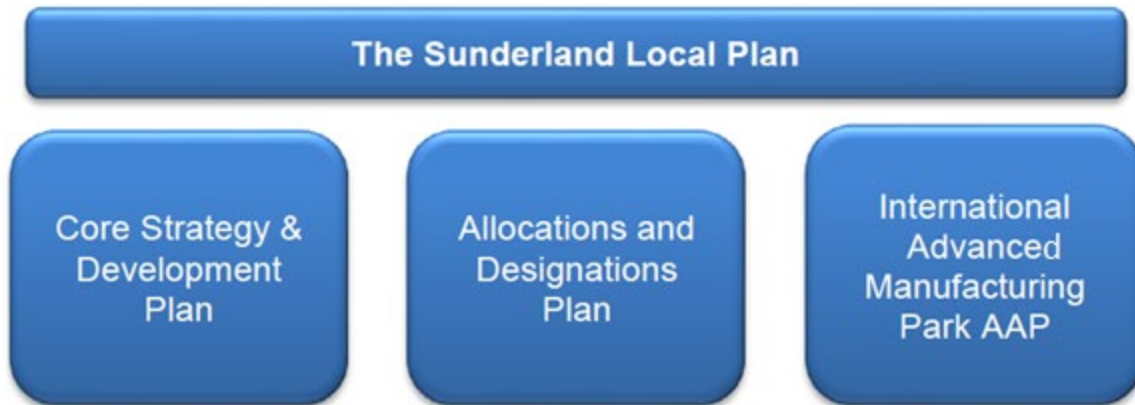 The Sunderland Local Plan
Core Strategy &
Development
Plan
Allocations and
Designations
Plan
International
Advanced
Manufacturing
Park AAP